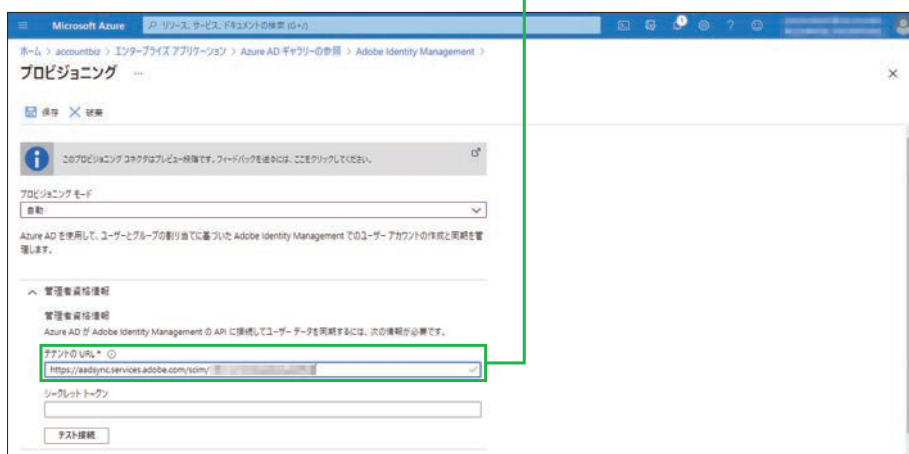 Microsoft Azure
リソース、サービス、ドキュメントの検索 (G+/)
ホーム > accountbiz > エンタープライズ アプリケーション > Azure AD ギャラリーの参照 > Adobe Identity Management >
プロビジョニング ...
保存 破棄
このプロビジョニング コネクタはプレビュー段階です。フィードバックを送るには、ここをクリックしてください。
プロビジョニング モード
自動
Azure AD を使用して、ユーザーとグループの割り当てに基づいた Adobe Identity Management でのユーザー アカウントの作成と同期を管
理します。
管理者資格情報
管理者資格情報
Azure AD が Adobe Identity Management の API に接続してユーザー データを同期するには、次の情報が必要です。
テナントの URL *
https://aadsync.services.adobe.com/scim/
シークレット トークン
テスト接続